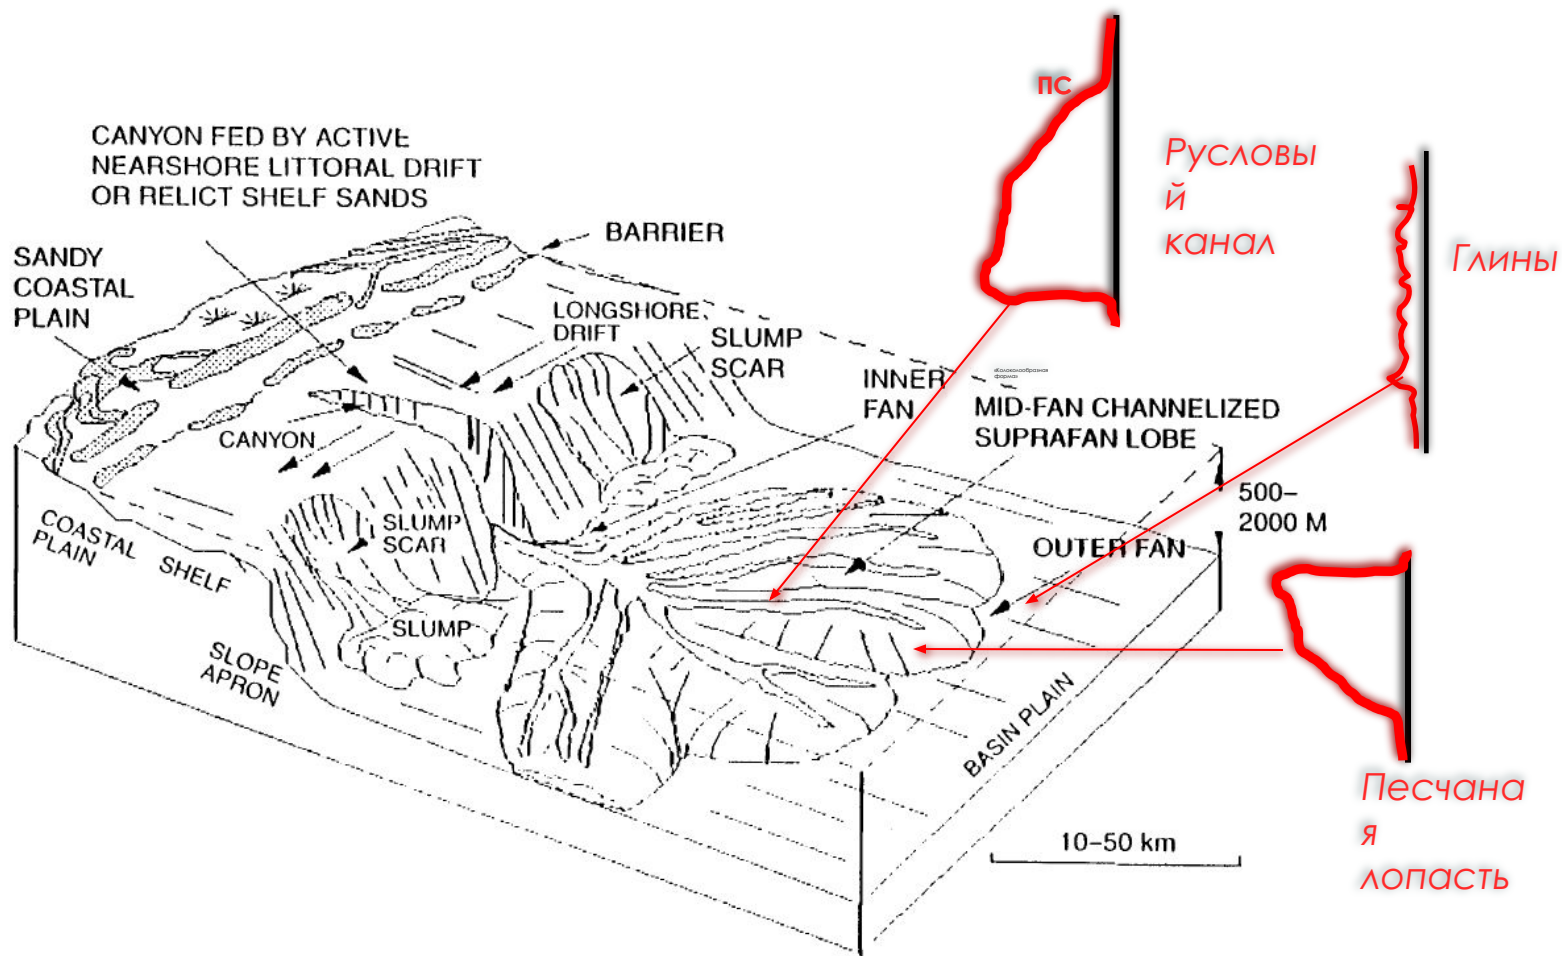 CANYON FED BY ACTIVE
NEARSHORE LITTORAL DRIFT
OR RELICT SHELF SANDS
BARRIER
SANDY
COASTAL
PLAIN
LONGSHORE
DRIFT
SLUMP
SCAR
INNER
FAN
«Колоколообразная
форма»
MID-FAN CHANNELIZED
SUPRAFAN LOBE
CANYON
SLUMP
SCAR
COASTAL
PLAIN
SHELF
500–
2000 M
OUTER FAN
SLUMP
SLOPE
APRON
BASIN PLAIN
10–50 km
ПС
Русловы
й
канал
Глины
Песчана
я
лопасть